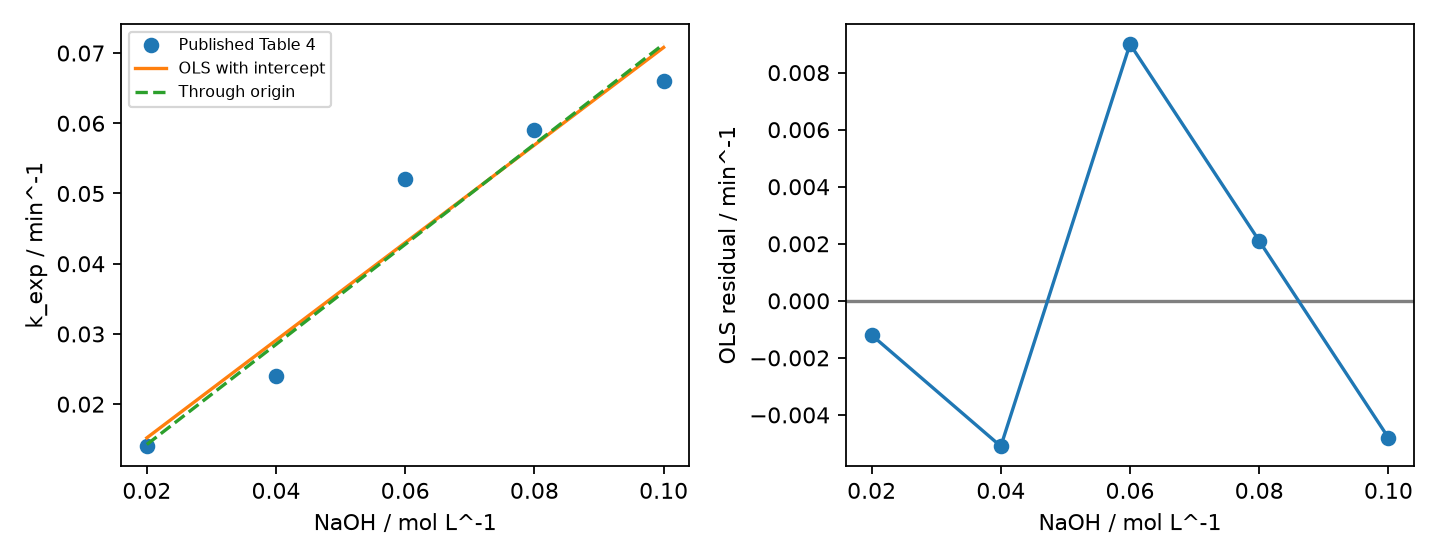 Published Table 4
OLS with intercept
Through origin
k_exp / min^-1
0.07
0.06
0.05
0.04
0.03
0.02
0.02 0.04 0.06 0.08 0.10
NaOH / mol L^-1
OLS residual / min^-1
0.008
0.006
0.004
0.002
0.000
−0.002
−0.004
0.02 0.04 0.06 0.08 0.10
NaOH / mol L^-1